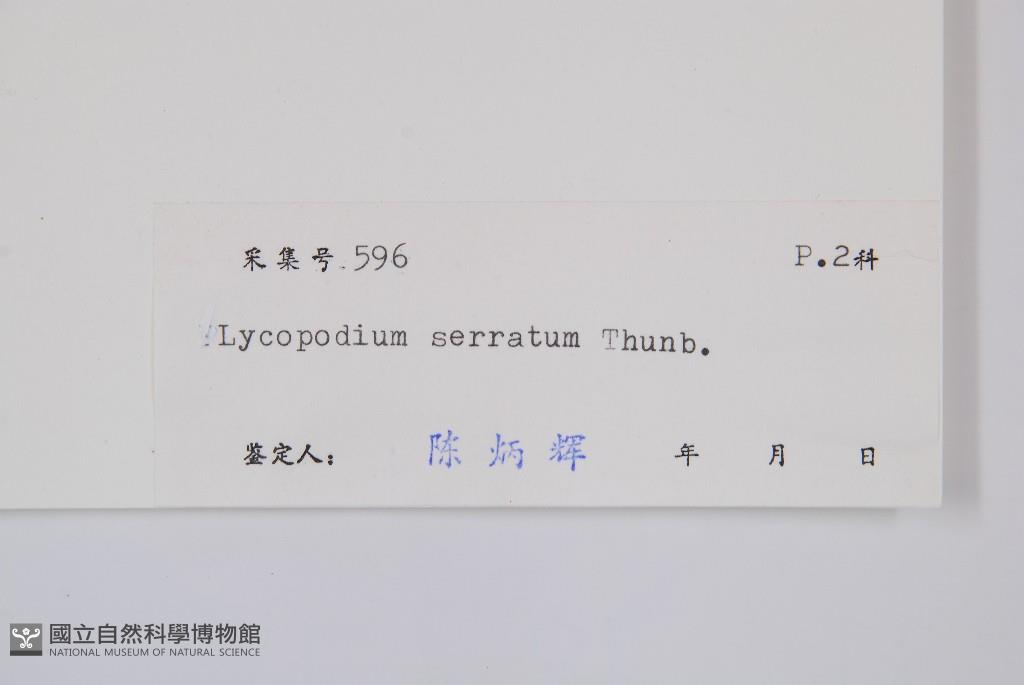 采集号.596 P.2科
Lycopodium serratum Thunb.
鉴定人: 陈炳辉 年 月 日
國立自然科學博物館
NATIONAL MUSEUM OF NATURAL SCIENCE